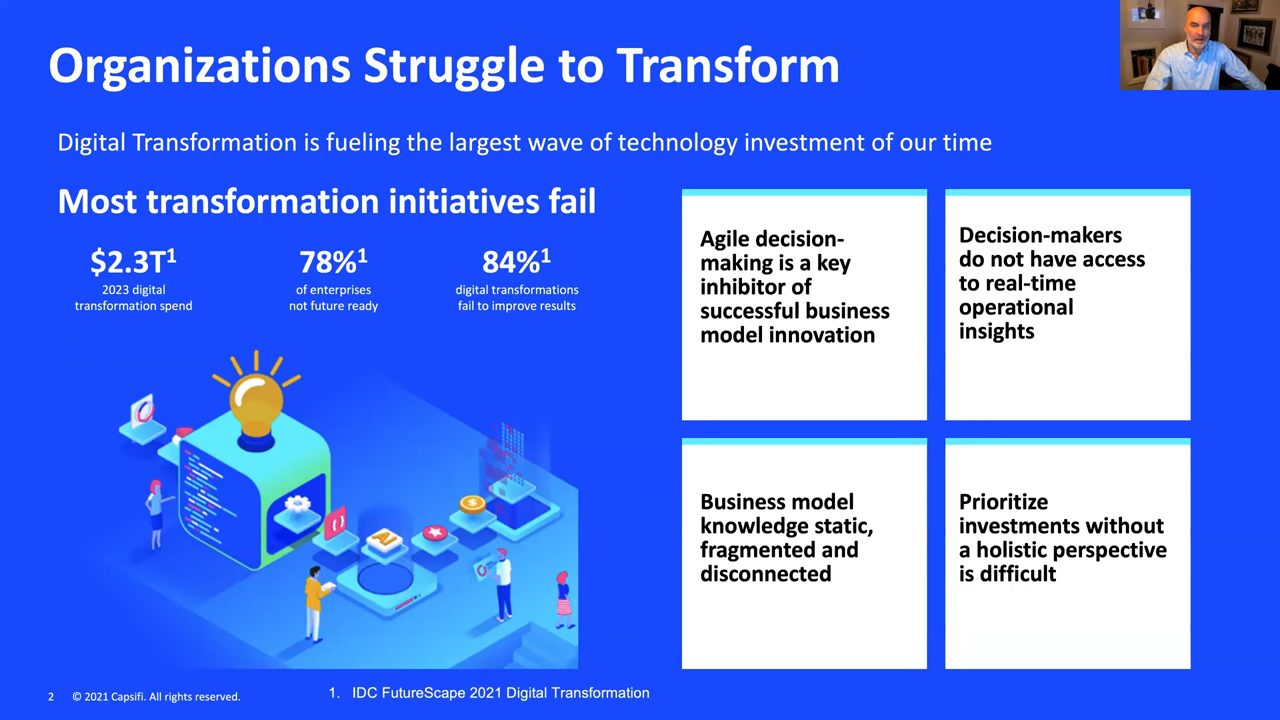 Organizations Struggle to Transform
Digital Transformation is fueling the largest wave of technology investment of our time
Most transformation initiatives fail
$2.3T1
2023 digital
transformation spend
78%1
of enterprises
not future ready
84%1
digital transformations
fail to improve results
Agile decision-
making is a key
inhibitor of
successful business
model innovation
Decision-makers
do not have access
to real-time
operational
insights
Business model
knowledge static,
fragmented and
disconnected
Prioritize
investments without
a holistic perspective
is difficult
AI
2 © 2021 Capsifi. All rights reserved.
1. IDC FutureScape 2021 Digital Transformation